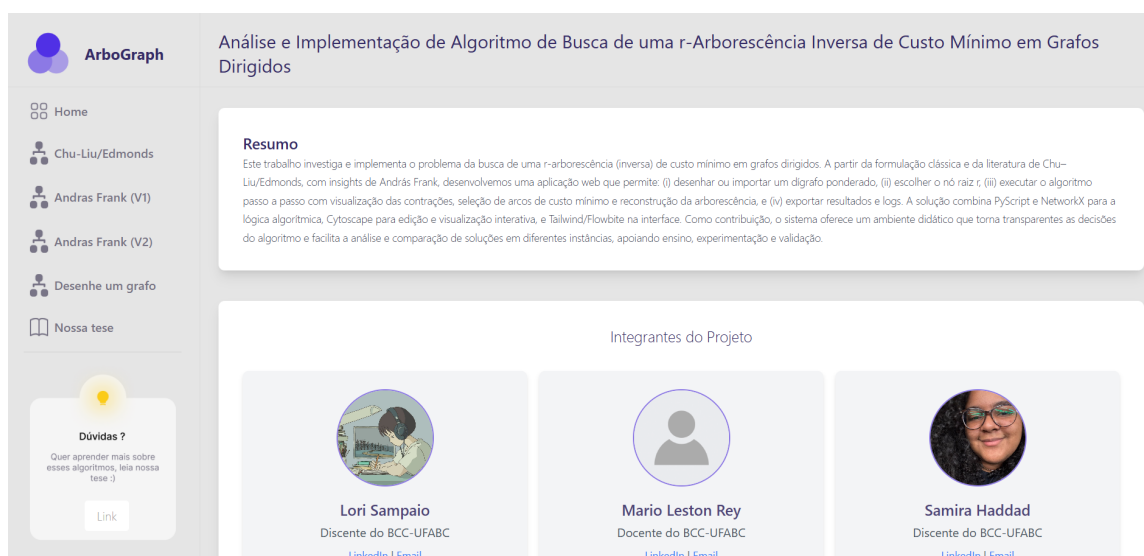 ArboGraph
Home
Chu-Liu/Edmonds
Andras Frank (V1)
Andras Frank (V2)
Desenhe um grafo
Nossa tese
Dúvidas ?
Quer aprender mais sobre
esses algoritmos, leia nossa
tese :)
Link
Análise e Implementação de Algoritmo de Busca de uma r-Arborescência Inversa de Custo Mínimo em Grafos
Dirigidos
Resumo
Este trabalho investiga e implementa o problema da busca de uma r-arborescência (inversa) de custo mínimo em grafos dirigidos. A partir da formulação clássica e da literatura de Chu–
Liu/Edmonds, com insights de András Frank, desenvolvemos uma aplicação web que permite: (i) desenhar ou importar um dígrafo ponderado, (ii) escolher o nó raiz r, (iii) executar o algoritmo
passo a passo com visualização das contrações, seleção de arcos de custo mínimo e reconstrução da arborescência, e (iv) exportar resultados e logs. A solução combina PyScript e NetworkX para a
lógica algorítmica, Cytoscape para edição e visualização interativa, e Tailwind/Flowbite na interface. Como contribuição, o sistema oferece um ambiente didático que torna transparentes as decisões
do algoritmo e facilita a análise e comparação de soluções em diferentes instâncias, apoiando ensino, experimentação e validação.
Integrantes do Projeto
Lori Sampaio
Discente do BCC-UFABC
LinkedIn | Email
Mario Leston Rey
Docente do BCC-UFABC
LinkedIn | Email
Samira Haddad
Discente do BCC-UFABC
LinkedIn | Email